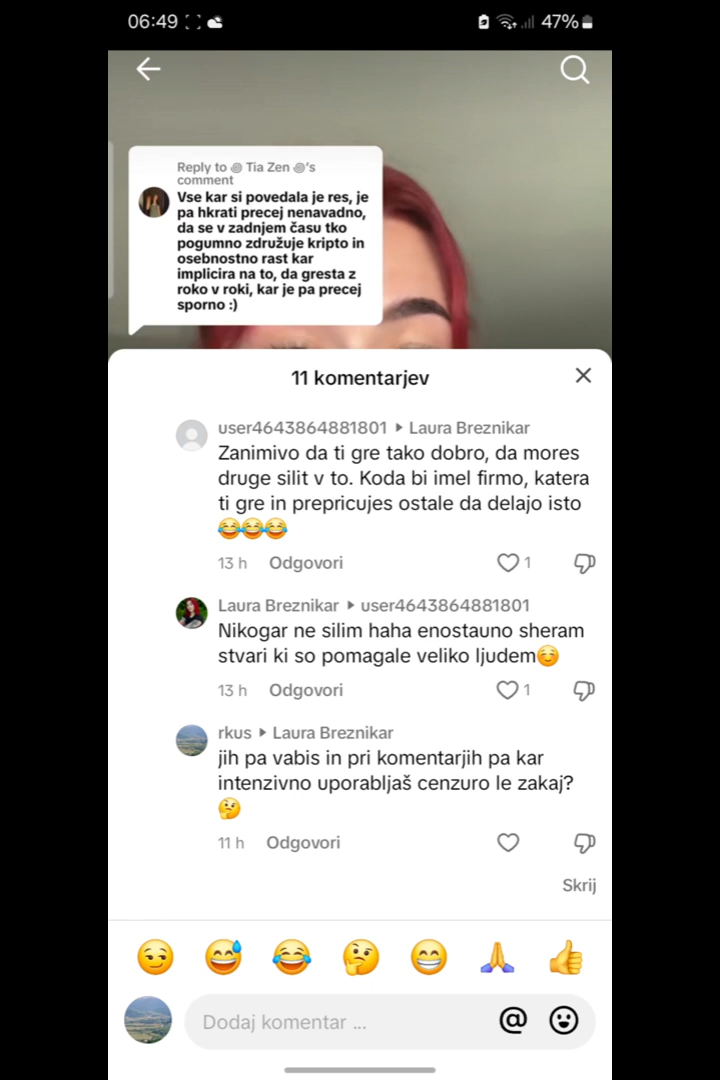 06:49
47%
Reply to Tia Zen 's
comment
Vse kar si povedala je res, je
pa hkrati precej nenavadno,
da se v zadnjem času tko
pogumno združuje kripto in
osebnostno rast kar
implicira na to, da gresta z
roko v roki, kar je pa precej
sporno :)
11 komentarjev
user4643864881801 Laura Breznikar
Zanimivo da ti gre tako dobro, da mores
druge silit v to. Koda bi imel firmo, katera
ti gre in prepricujes ostale da delajo isto
😂😂😂
13 h Odgovori 1
Laura Breznikar user4643864881801
Nikogar ne silim haha enostauno sheram
stvari ki so pomagale veliko ljudem☺️
13 h Odgovori 1
rkus Laura Breznikar
jih pa vabis in pri komentarjih pa kar
intenzivno uporabljaš cenzuro le zakaj?
🤔
11 h Odgovori
Skrij
Dodaj komentar ... @